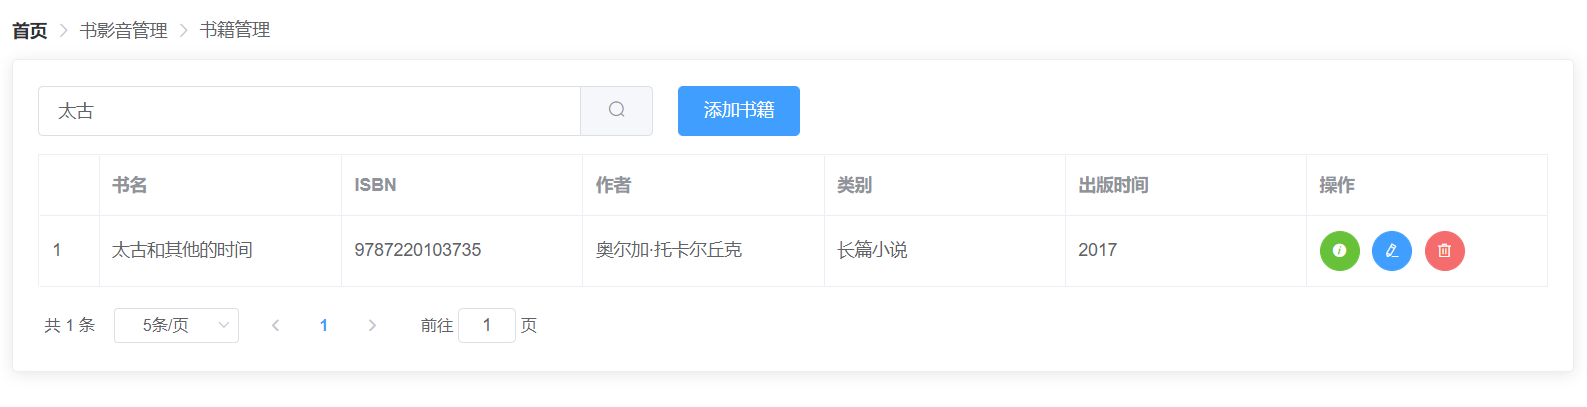 首页 > 书影音管理 > 书籍管理
太古 添加书籍
书名 ISBN 作者 类别 出版时间 操作
1 太古和其他的时间 9787220103735 奥尔加·托卡尔丘克 长篇小说 2017
共 1 条 5条/页 < 1 > 前往 1 页